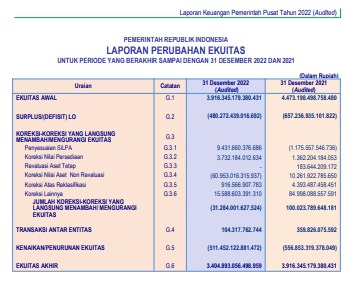 Laporan Keuangan Pemerintah Pusat Tahun 2022 (Audited)
PEMERINTAH REPUBLIK INDONESIA
LAPORAN PERUBAHAN EKUITAS
UNTUK PERIODE YANG BERAKHIR SAMPAI DENGAN 31 DESEMBER 2022 DAN 2021
(Dalam Rupiah)
Uraian Catatan 31 Desember 2022 (Audited) 31 Desember 2021 (Audited)
EKUITAS AWAL G.1 3.916.345.179.380.431 4.473.198.498.758.480
SURPLUS/(DEFISIT) LO G.2 (480.272.439.016.692) (657.236.935.101.822)
KOREKSI-KOREKSI YANG LANGSUNG
MENAMBAH/MENGURANGI EKUITAS G.3
Penyesuaian SiLPA G.3.1 9.431.660.376.686 (1.175.557.546.736)
Koreksi Nilai Persediaan G.3.2 3.732.184.012.634 1.362.204.184.053
Revaluasi Aset Tetap G.3.3 - 183.644.209.172
Koreksi Nilai Aset Non Revaluasi G.3.4 (60.953.016.315.937) 10.261.922.785.650
Koreksi Atas Reklasifikasi G.3.5 916.566.907.783 4.393.487.458.451
Koreksi Lainnya G.3.6 15.588.603.391.310
JUMLAH KOREKSI-KOREKSI YANG
LANGSUNG MENAMBAH/ MENGURANGI
EKUITAS (31.284.001.627.524) 100.023.789.648.181
TRANSAKSI ANTAR ENTITAS G.4 104.317.762.744 359.826.075.592
KENAIKAN/PENURUNAN EKUITAS G.5 (511.452.122.881.472) (556.853.319.378.049)
EKUITAS AKHIR G.6 3.404.893.056.498.959 3.916.345.179.380.431